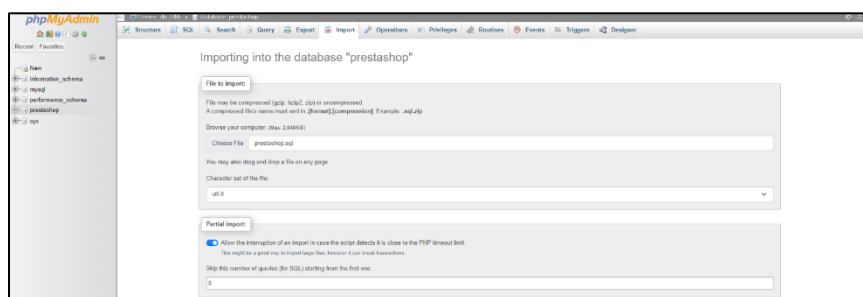 phpMyAdmin
Recent Favorites
New
information_schema
mysql
performance_schema
prestashop
sys
Server: db:3306 » Database: prestashop
Structure SQL Search Query Export Import Operations Privileges Routines Events Triggers Designer
Importing into the database "prestashop"
File to import:
File may be compressed (gzip, bzip2, zip) or uncompressed.
A compressed file's name must end in .[format].[compression]. Example: .sql.zip
Browse your computer: (Max: 2,048KiB)
Choose File prestashop.sql
You may also drag and drop a file on any page.
Character set of the file:
utf-8
Partial import:
Allow the interruption of an import in case the script detects it is close to the PHP timeout limit.
This might be a good way to import large files, however it can break transactions.
Skip this number of queries (for SQL) starting from the first one:
0